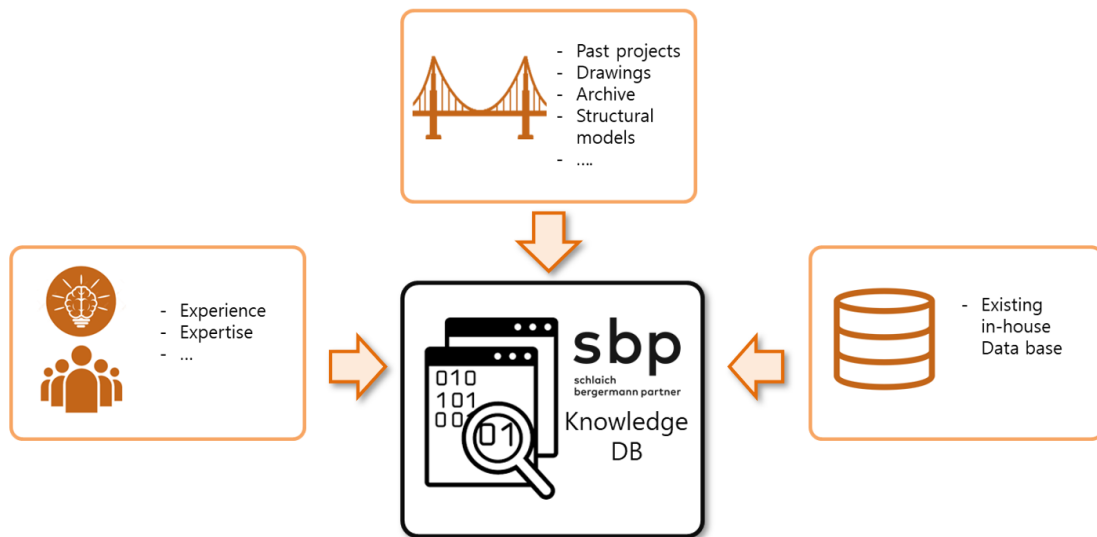 - Past projects
- Drawings
- Archive
- Structural
models
- ....
- Experience
- Expertise
- ...
010
101
001
01
sbp
schlaich
bergermann partner
Knowledge
DB
- Existing
in-house
Data base